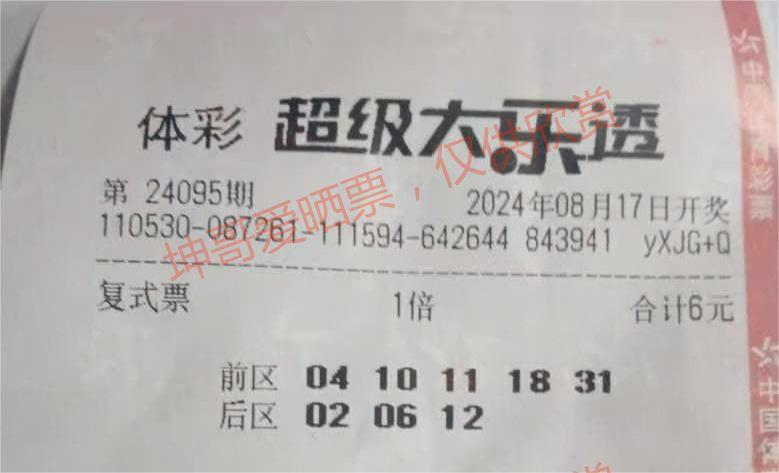 体彩 超级大乐透
第 24095期 2024年08月17日开奖
110530-087261-111594-642644 843941 yXJG+Q
复式票 1倍 合计6元
前区 04 10 11 18 31
后区 02 06 12
坤哥爱晒票，仅供欣赏
中国体彩票
中国体